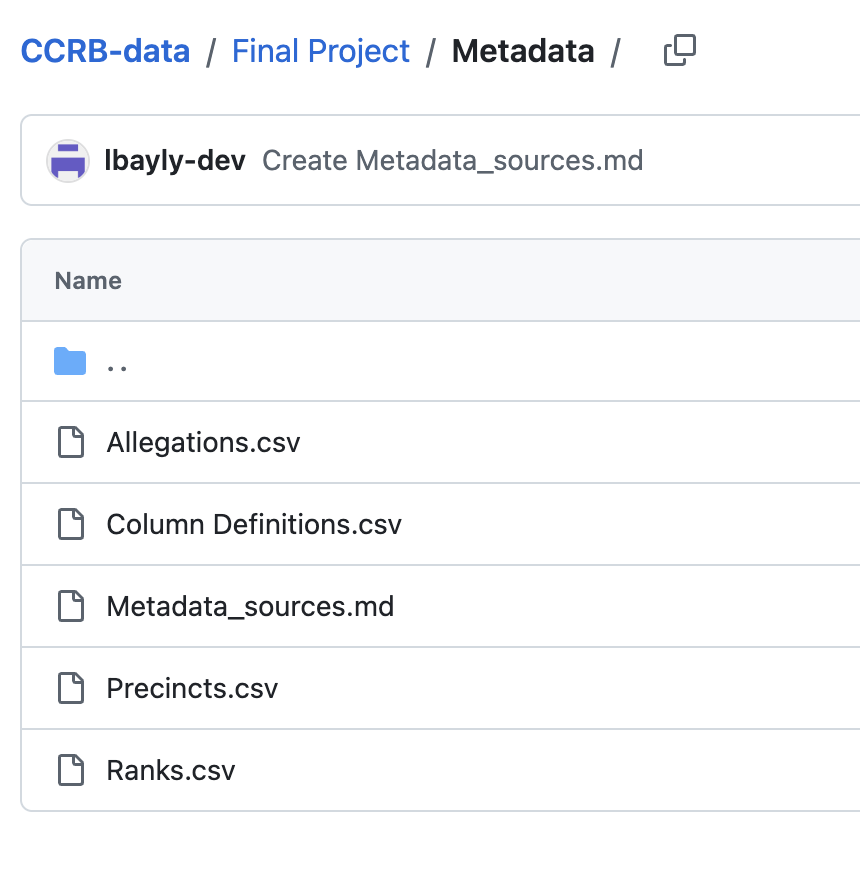 CCRB-data / Final Project / Metadata /
lbayly-dev Create Metadata_sources.md
Name
..
Allegations.csv
Column Definitions.csv
Metadata_sources.md
Precincts.csv
Ranks.csv